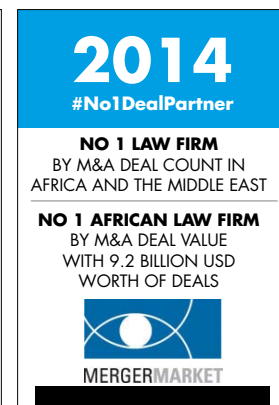 2014
#No1DealPartner
NO 1 LAW FIRM
BY M&A DEAL COUNT IN
AFRICA AND THE MIDDLE EAST
NO 1 AFRICAN LAW FIRM
BY M&A DEAL VALUE
WITH 9.2 BILLION USD
WORTH OF DEALS
MERGERMARKET